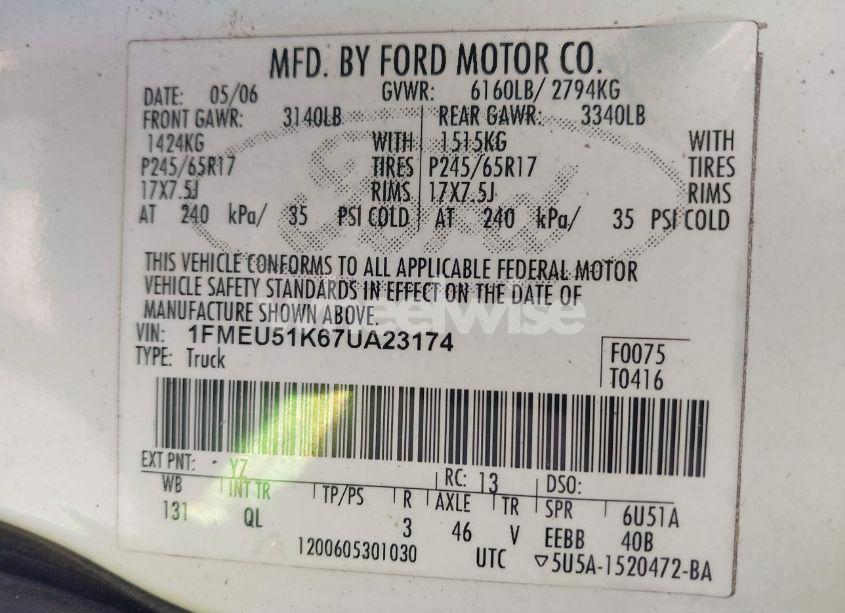 MFD. BY FORD MOTOR CO.
DATE: 05/06 GVWR: 6160LB/ 2794KG
FRONT GAWR: 3140LB REAR GAWR: 3340LB
1424KG WITH 1515KG WITH
P245/65R17 TIRES P245/65R17 TIRES
17X7.5J RIMS 17X7.5J RIMS
AT 240 kPa/ 35 PSI COLD AT 240 kPa/ 35 PSI COLD
Ford
THIS VEHICLE CONFORMS TO ALL APPLICABLE FEDERAL MOTOR
VEHICLE SAFETY STANDARDS IN EFFECT ON THE DATE OF
MANUFACTURE SHOWN ABOVE.
VIN: 1FMEU51K67UA23174
TYPE: Truck
F0075
T0416
EXT PNT: YZ RC: 13 DSO:
WB INT TR TP/PS R AXLE TR SPR 6U51A
131 QL 3 46 V EEBB 40B
1200605301030 UTC ▽5U5A-1520472-BA